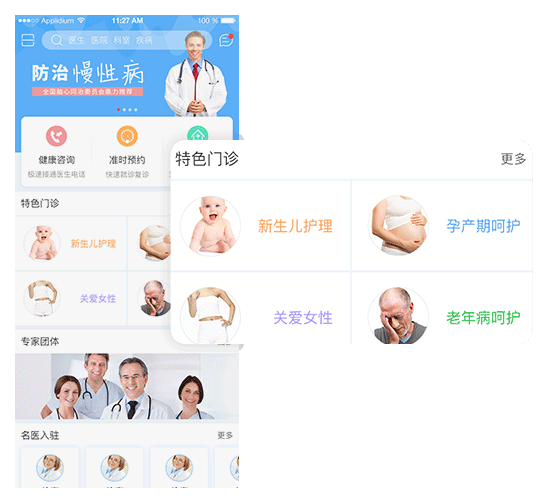 Applidium
11:27 AM
100 %
医生 医院 科室 疾病
防治慢性病
全国脑心同治委员会鼎力推荐
健康咨询
准时预约
极速接通医生电话
快速就诊复诊
特色门诊
新生儿护理
关爱女性
特色门诊
更多
新生儿护理
孕产期呵护
关爱女性
老年病呵护
专家团体
名医入驻
更多